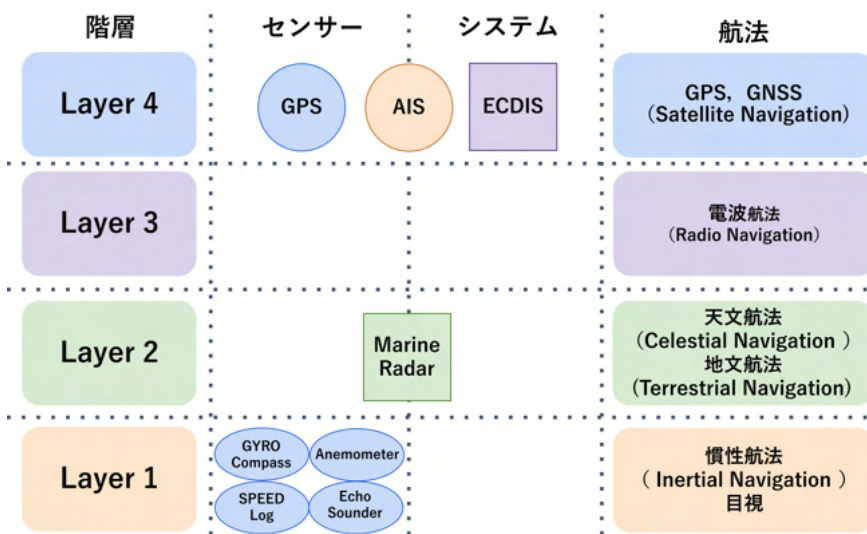 階層
センサー
システム
航法
Layer 4
GPS
AIS
ECDIS
GPS，GNSS
（Satellite Navigation)
Layer 3
電波航法
（Radio Navigation）
Layer 2
Marine
Radar
天文航法
（Celestial Navigation ）
地文航法
(Terrestrial Navigation)
Layer 1
GYRO
Compass
Anemometer
SPEED
Log
Echo
Sounder
慣性航法
（ Inertial Navigation ）
目視